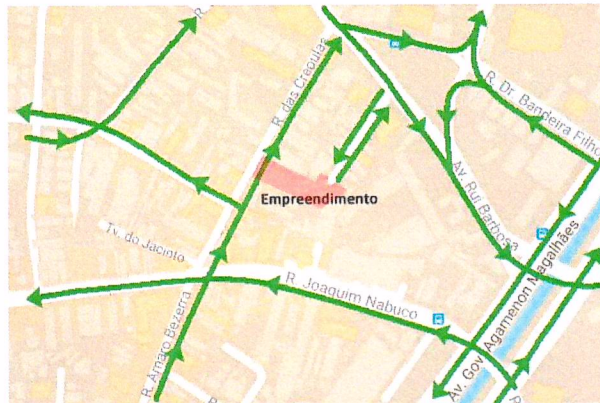 R.
R. das Creoulas
R. Dr. Bandeira Filho
Av. Rui Barbosa
Empreendimento
Tv. do Jacinto
R. Joaquim Nabuco
R. Amaro Bezerra
Av. Gov. Agamenon Magalhães